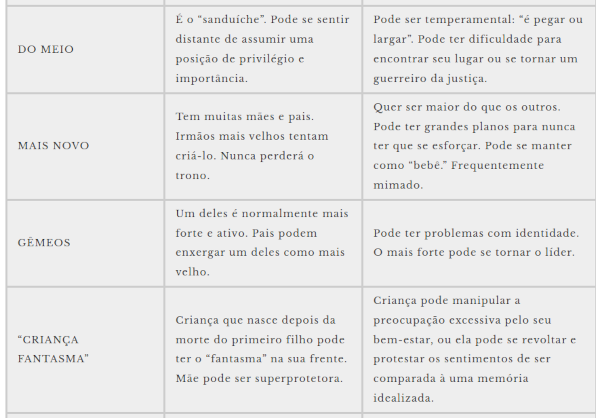 DO MEIO
É o “sanduíche”. Pode se sentir
distante de assumir uma
posição de privilégio e
importância.
Pode ser temperamental: “é pegar ou
largar”. Pode ter dificuldade para
encontrar seu lugar ou se tornar um
guerreiro da justiça.
MAIS NOVO
Tem muitas mães e pais.
Irmãos mais velhos tentam
criá-lo. Nunca perderá o
trono.
Quer ser maior do que os outros.
Pode ter grandes planos para nunca
ter que se esforçar. Pode se manter
como “bebê.” Frequentemente
mimado.
GÊMEOS
Um deles é normalmente mais
forte e ativo. Pais podem
enxergar um deles como mais
velho.
Pode ter problemas com identidade.
O mais forte pode se tornar o líder.
“CRIANÇA
FANTASMA”
Criança que nasce depois da
morte do primeiro filho pode
ter o “fantasma” na sua frente.
Mãe pode ser superprotetora.
Criança pode manipular a
preocupação excessiva pelo seu
bem-estar, ou ela pode se revoltar e
protestar os sentimentos de ser
comparada à uma memória
idealizada.